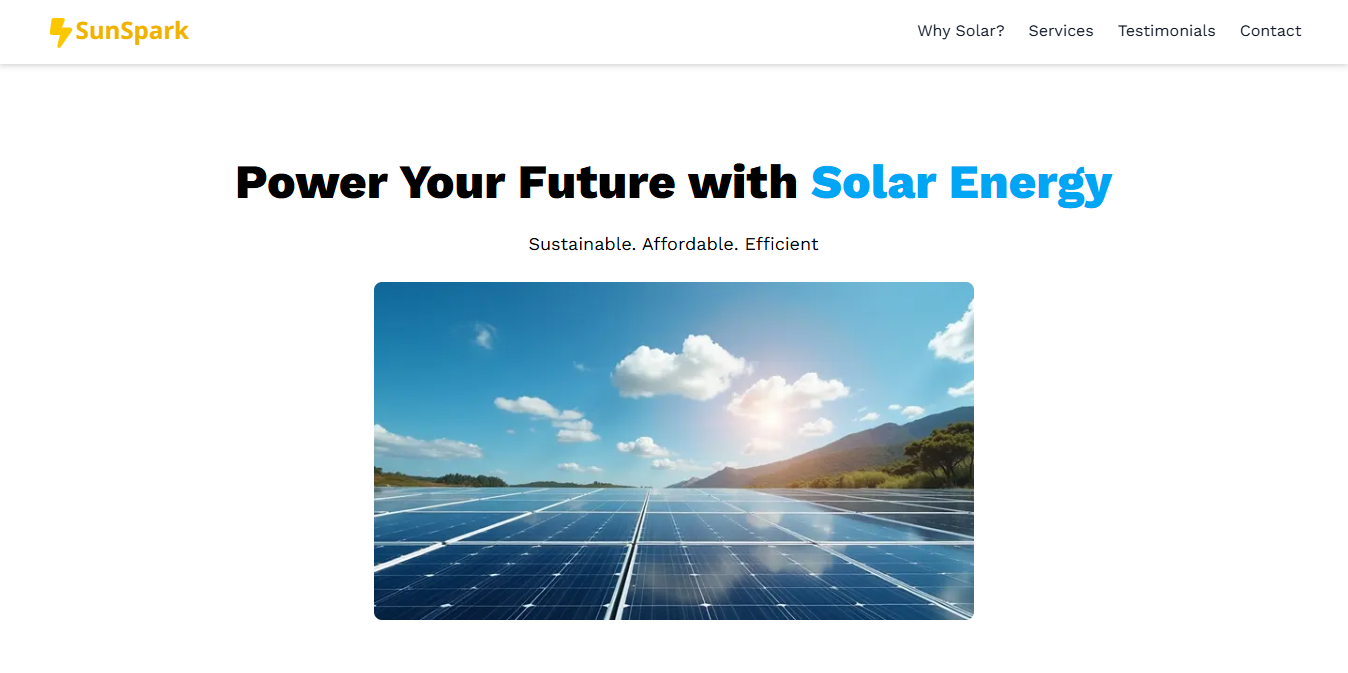 SunSpark
Why Solar? Services Testimonials Contact
Power Your Future with Solar Energy
Sustainable. Affordable. Efficient